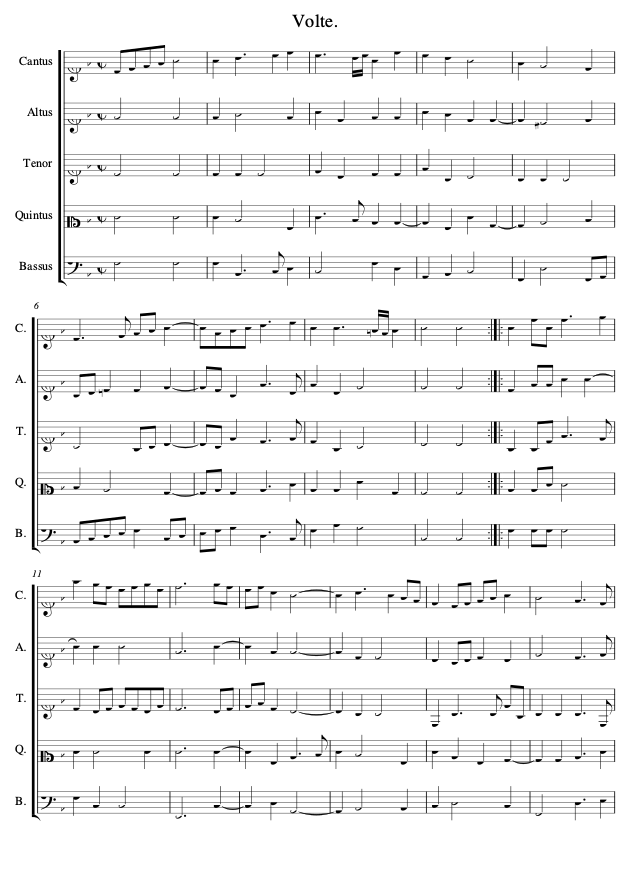 Volte.
Cantus
Altus
Tenor
Quintus
Bassus
6
C.
A.
T.
Q.
B.
11
C.
A.
T.
Q.
B.